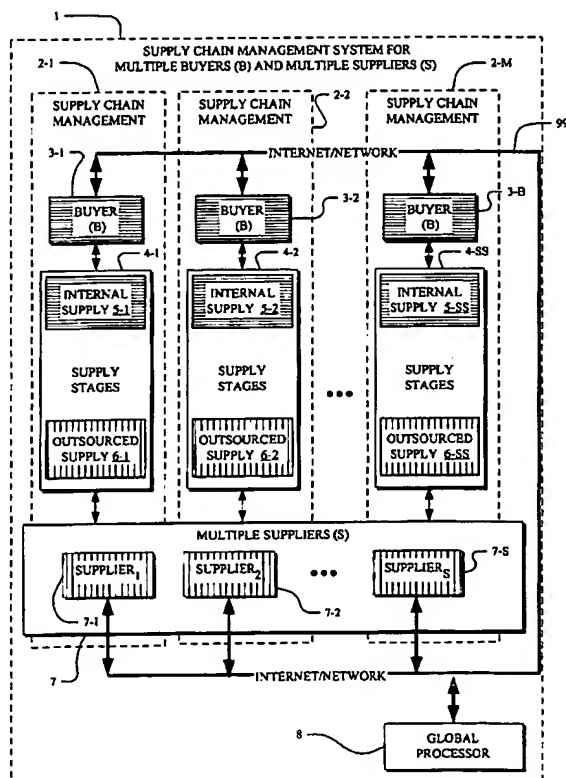 1
SUPPLY CHAIN MANAGEMENT SYSTEM FOR
MULTIPLE BUYERS (B) AND MULTIPLE SUPPLIERS (S)
2-1
2-2
2-M
SUPPLY CHAIN
MANAGEMENT
SUPPLY CHAIN
MANAGEMENT
SUPPLY CHAIN
MANAGEMENT
99
INTERNET/NETWORK
3-1
BUYER
(B)
BUYER
(B)
3-2
BUYER
(B)
3-B
4-1
4-2
4-SS
INTERNAL
SUPPLY 5-1
INTERNAL
SUPPLY 5-2
INTERNAL
SUPPLY 5-SS
SUPPLY
STAGES
SUPPLY
STAGES
•••
SUPPLY
STAGES
OUTSOURCED
SUPPLY 6-1
OUTSOURCED
SUPPLY 6-2
OUTSOURCED
SUPPLY 6-SS
MULTIPLE SUPPLIERS (S)
SUPPLIER1
SUPPLIER2
•••
SUPPLIERS
7-S
7-1
7-2
7
INTERNET/NETWORK
8
GLOBAL
PROCESSOR